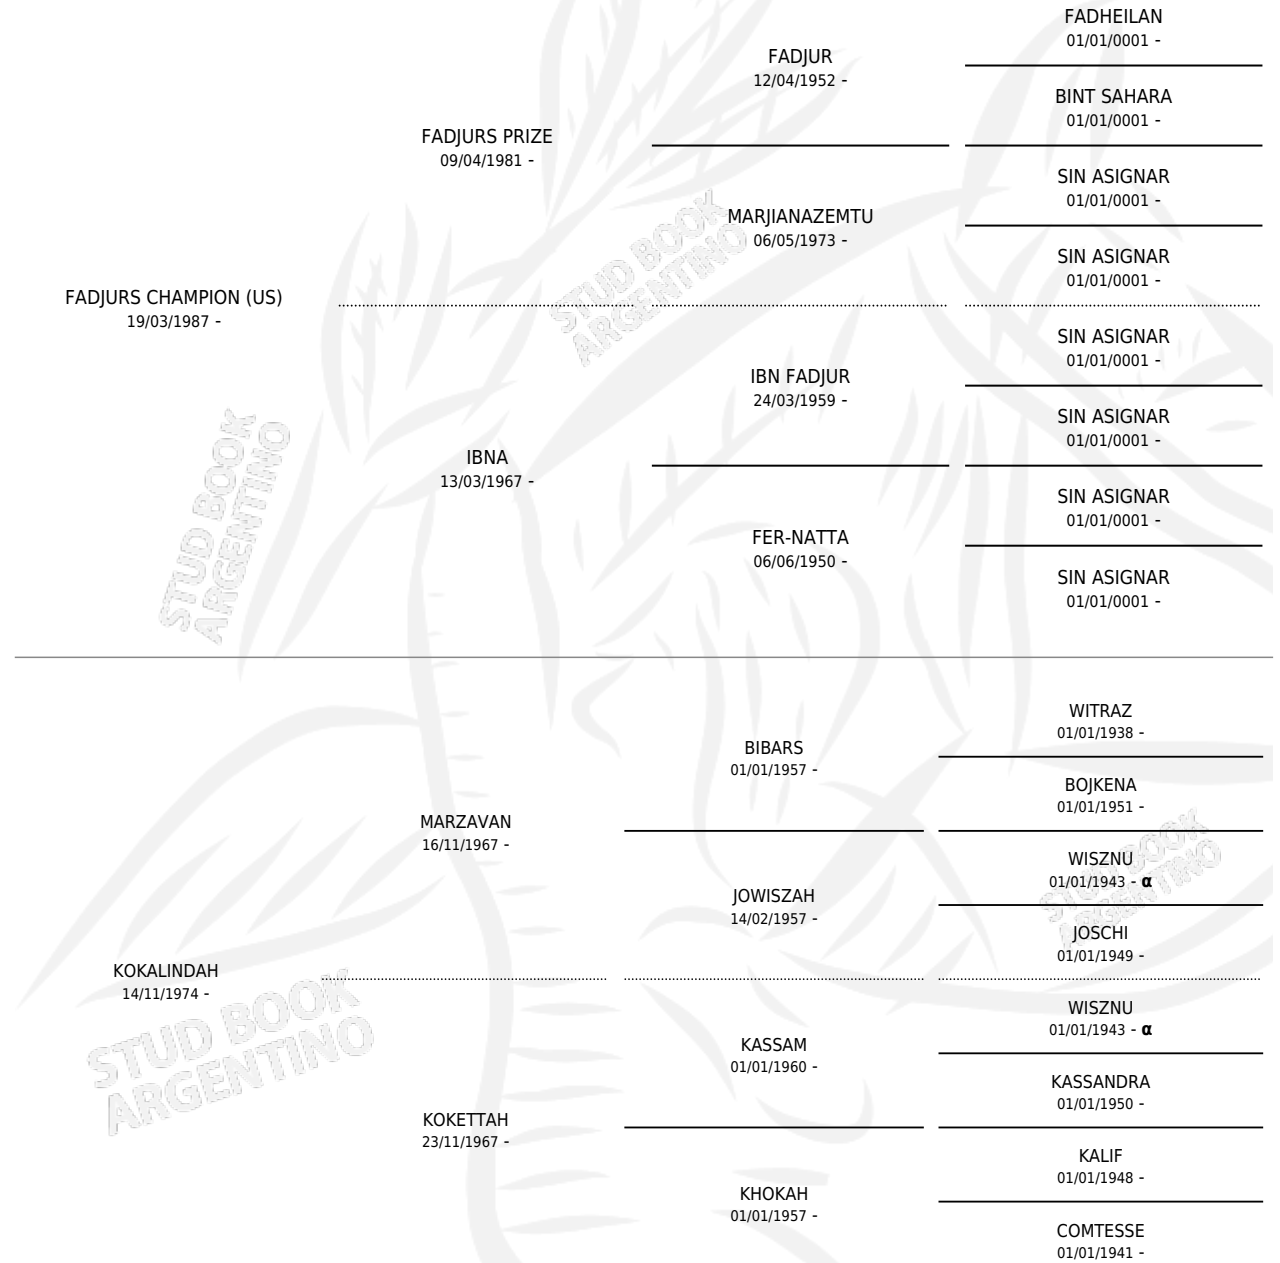 FADHEILAN
01/01/0001 -
FADJUR
12/04/1952 -
BINT SAHARA
01/01/0001 -
FADJURS PRIZE
09/04/1981 -
SIN ASIGNAR
01/01/0001 -
MARJIANAZEMTU
06/05/1973 -
SIN ASIGNAR
01/01/0001 -
FADJURS CHAMPION (US)
19/03/1987 -
SIN ASIGNAR
01/01/0001 -
IBN FADJUR
24/03/1959 -
SIN ASIGNAR
01/01/0001 -
IBNA
13/03/1967 -
SIN ASIGNAR
01/01/0001 -
FER-NATTA
06/06/1950 -
SIN ASIGNAR
01/01/0001 -
STUD BOOK
ARGENTINO
STUD BOOK
ARGENTINO
WITRAZ
01/01/1938 -
BIBARS
01/01/1957 -
BOJKENA
01/01/1951 -
MARZAVAN
16/11/1967 -
WISZNU
01/01/1943 - α
JOWISZAH
14/02/1957 -
JOSCHI
01/01/1949 -
KOKALINDAH
14/11/1974 -
WISZNU
01/01/1943 - α
KASSAM
01/01/1960 -
KASSANDRA
01/01/1950 -
KOKETTAH
23/11/1967 -
KALIF
01/01/1948 -
KHOKAH
01/01/1957 -
COMTESSE
01/01/1941 -
STUD BOOK
ARGENTINO
STUD BOOK
ARGENTINO